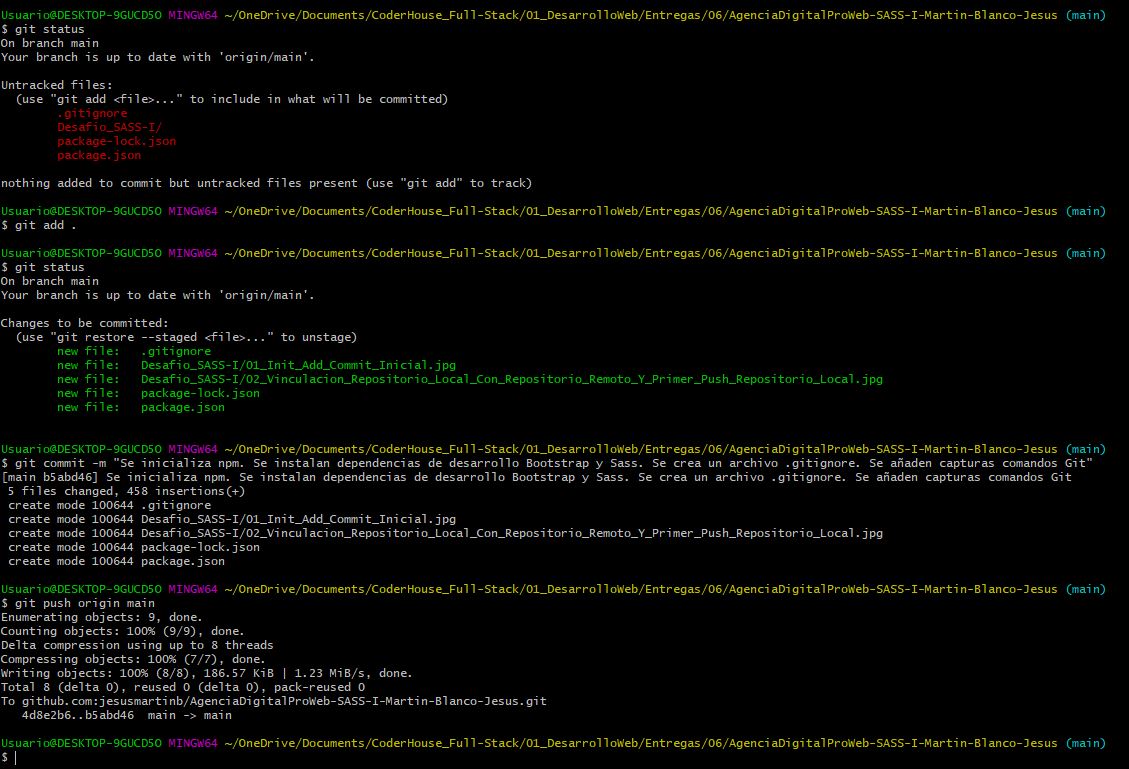 Usuario@DESKTOP-9GUCD5O MINGW64 ~/OneDrive/Documents/CoderHouse_Full-Stack/01_DesarrolloWeb/Entregas/06/AgenciaDigitalProWeb-SASS-I-Martin-Blanco-Jesus (main)
$ git status
On branch main
Your branch is up to date with 'origin/main'.

Untracked files:
  (use "git add <file>..." to include in what will be committed)
        .gitignore
        Desafio_SASS-I/
        package-lock.json
        package.json

nothing added to commit but untracked files present (use "git add" to track)

Usuario@DESKTOP-9GUCD5O MINGW64 ~/OneDrive/Documents/CoderHouse_Full-Stack/01_DesarrolloWeb/Entregas/06/AgenciaDigitalProWeb-SASS-I-Martin-Blanco-Jesus (main)
$ git add .

Usuario@DESKTOP-9GUCD5O MINGW64 ~/OneDrive/Documents/CoderHouse_Full-Stack/01_DesarrolloWeb/Entregas/06/AgenciaDigitalProWeb-SASS-I-Martin-Blanco-Jesus (main)
$ git status
On branch main
Your branch is up to date with 'origin/main'.

Changes to be committed:
  (use "git restore --staged <file>..." to unstage)
        new file:   .gitignore
        new file:   Desafio_SASS-I/01_Init_Add_Commit_Inicial.jpg
        new file:   Desafio_SASS-I/02_Vinculacion_Repositorio_Local_Con_Repositorio_Remoto_Y_Primer_Push_Repositorio_Local.jpg
        new file:   package-lock.json
        new file:   package.json

Usuario@DESKTOP-9GUCD5O MINGW64 ~/OneDrive/Documents/CoderHouse_Full-Stack/01_DesarrolloWeb/Entregas/06/AgenciaDigitalProWeb-SASS-I-Martin-Blanco-Jesus (main)
$ git commit -m "Se inicializa npm. Se instalan dependencias de desarrollo Bootstrap y Sass. Se crea un archivo .gitignore. Se añaden capturas comandos Git"
[main b5abd46] Se inicializa npm. Se instalan dependencias de desarrollo Bootstrap y Sass. Se crea un archivo .gitignore. Se añaden capturas comandos Git
 5 files changed, 458 insertions(+)
 create mode 100644 .gitignore
 create mode 100644 Desafio_SASS-I/01_Init_Add_Commit_Inicial.jpg
 create mode 100644 Desafio_SASS-I/02_Vinculacion_Repositorio_Local_Con_Repositorio_Remoto_Y_Primer_Push_Repositorio_Local.jpg
 create mode 100644 package-lock.json
 create mode 100644 package.json

Usuario@DESKTOP-9GUCD5O MINGW64 ~/OneDrive/Documents/CoderHouse_Full-Stack/01_DesarrolloWeb/Entregas/06/AgenciaDigitalProWeb-SASS-I-Martin-Blanco-Jesus (main)
$ git push origin main
Enumerating objects: 9, done.
Counting objects: 100% (9/9), done.
Delta compression using up to 8 threads
Compressing objects: 100% (7/7), done.
Writing objects: 100% (8/8), 186.57 KiB | 1.23 MiB/s, done.
Total 8 (delta 0), reused 0 (delta 0), pack-reused 0
To github.com:jesusmartinb/AgenciaDigitalProWeb-SASS-I-Martin-Blanco-Jesus.git
   4d8e2b6..b5abd46  main -> main

Usuario@DESKTOP-9GUCD5O MINGW64 ~/OneDrive/Documents/CoderHouse_Full-Stack/01_DesarrolloWeb/Entregas/06/AgenciaDigitalProWeb-SASS-I-Martin-Blanco-Jesus (main)
$